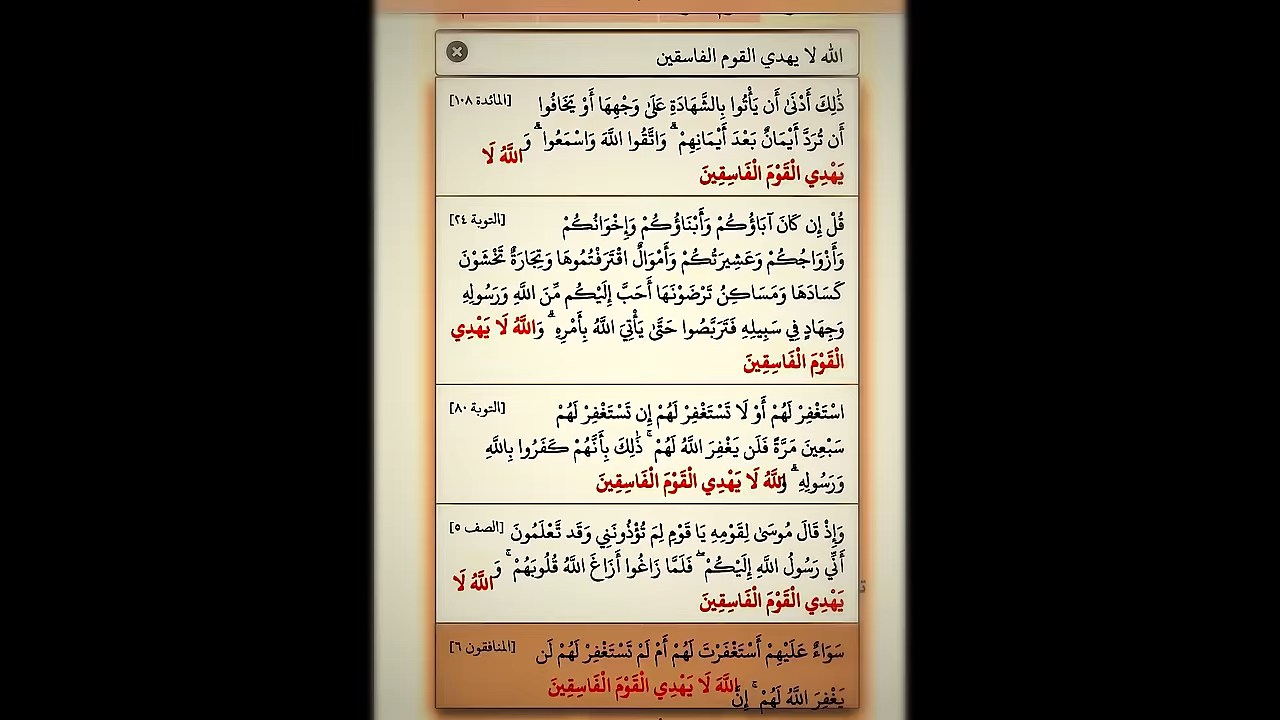 الله لا يهدي القوم الفاسقين
ذَٰلِكَ أَدْنَىٰ أَن يَأْتُوا بِالشَّهَادَةِ عَلَىٰ وَجْهِهَا أَوْ يَخَافُوا [المائدة ١٠٨]
أَن تُرَدَّ أَيْمَانٌ بَعْدَ أَيْمَانِهِمْ ۗ وَاتَّقُوا اللَّهَ وَاسْمَعُوا ۗ وَاللَّهُ لَا
يَهْدِي الْقَوْمَ الْفَاسِقِينَ
قُلْ إِن كَانَ آبَاؤُكُمْ وَأَبْنَاؤُكُمْ وَإِخْوَانُكُمْ [التوبة ٢٤]
وَأَزْوَاجُكُمْ وَعَشِيرَتُكُمْ وَأَمْوَالٌ اقْتَرَفْتُمُوهَا وَتِجَارَةٌ تَخْشَوْنَ
كَسَادَهَا وَمَسَاكِنُ تَرْضَوْنَهَا أَحَبَّ إِلَيْكُم مِّنَ اللَّهِ وَرَسُولِهِ
وَجِهَادٍ فِي سَبِيلِهِ فَتَرَبَّصُوا حَتَّىٰ يَأْتِيَ اللَّهُ بِأَمْرِهِ ۗ وَاللَّهُ لَا يَهْدِي
الْقَوْمَ الْفَاسِقِينَ
اسْتَغْفِرْ لَهُمْ أَوْ لَا تَسْتَغْفِرْ لَهُمْ إِن تَسْتَغْفِرْ لَهُمْ [التوبة ٨٠]
سَبْعِينَ مَرَّةً فَلَن يَغْفِرَ اللَّهُ لَهُمْ ۚ ذَٰلِكَ بِأَنَّهُمْ كَفَرُوا بِاللَّهِ
وَرَسُولِهِ ۗ وَاللَّهُ لَا يَهْدِي الْقَوْمَ الْفَاسِقِينَ
وَإِذْ قَالَ مُوسَىٰ لِقَوْمِهِ يَا قَوْمِ لِمَ تُؤْذُونَنِي وَقَد تَّعْلَمُونَ [الصف ٥]
أَنِّي رَسُولُ اللَّهِ إِلَيْكُمْ ۖ فَلَمَّا زَاغُوا أَزَاغَ اللَّهُ قُلُوبَهُمْ ۚ وَاللَّهُ لَا
يَهْدِي الْقَوْمَ الْفَاسِقِينَ
سَوَاءٌ عَلَيْهِمْ أَسْتَغْفَرْتَ لَهُمْ أَمْ لَمْ تَسْتَغْفِرْ لَهُمْ لَن [المنافقون ٦]
يَغْفِرَ اللَّهُ لَهُمْ ۚ إِنَّ اللَّهَ لَا يَهْدِي الْقَوْمَ الْفَاسِقِينَ